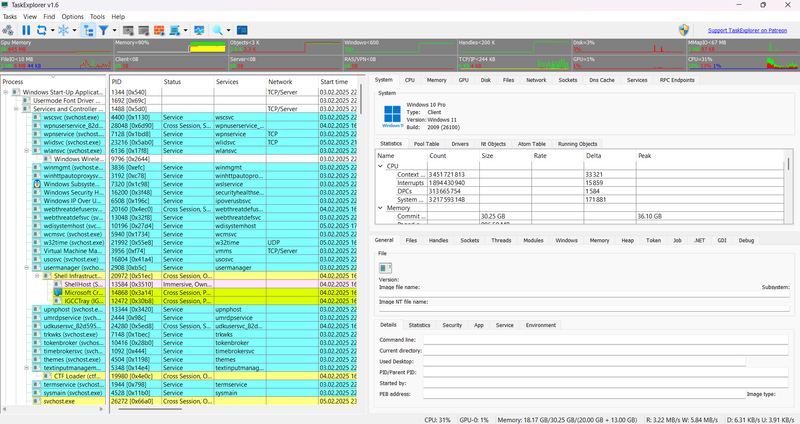 TaskExplorer v1.6
Tasks View Find Options Tools Help
Support TaskExplorer on Patreon
Gpu Memory
Memory=90%
Objects<3 K
Windows<600
Handles<200 K
Disk=3%
MMapIO<67 MB
FileIO<10 MB
Client<08
Server<08
RAS/VPN<08
TCP/IP<244 KB
CPU=31%
Process PID Status Services Network Start time
Windows Start-Up Applicat... 1344 [0x540] TCP/Server 03.02.2025 22
Usermode Font Driver ... 1692 [0x69c] 03.02.2025 22
Services and Controller ... 1488 [0x5d0] TCP/Server 03.02.2025 22
wscsvc (svchost.exe) 4400 [0x1130] Service wscsvc 03.02.2025 22
wpnuserservice_82d... 28048 [0x6d90] Cross Session, S... wpnuserservice_... 04.02.2025 16
wpnservice (svchost... 7128 [0x1bd8] Service wpnservice TCP 03.02.2025 22
wlidsvc (svchost.exe) 23216 [0x5ab0] Service wlidsvc TCP 05.02.2025 21
wlansvc (svchost.exe) 6136 [0x17f8] Service wlansvc 03.02.2025 22
Windows Wirele... 9796 [0x2644] 03.02.2025 22
winmgmt (svchost.e... 3836 [0xefc] Service winmgmt 03.02.2025 22
winhttpautoproxysv... 3192 [0xc78] Service winhttpautopro... 03.02.2025 22
Windows Subsyste... 7320 [0x1c98] Service wslservice 03.02.2025 22
Windows Security H... 16200 [0x3f48] Service securityhealthse... 03.02.2025 22
Windows IP Over U... 6508 [0x196c] Service ipoverusbsvc 03.02.2025 22
webthreatdefusersv... 20160 [0x4ec0] Cross Session, S... webthreatdefuse... 04.02.2025 16
webthreatdefsvc (sv... 13048 [0x32f8] Service webthreatdefsvc 03.02.2025 22
wdisystemhost (svc... 10196 [0x27d4] Service wdisystemhost 03.02.2025 22
wcmsvc (svchost.exe) 5940 [0x1734] Service wcmsvc 03.02.2025 22
w32time (svchost.exe) 21992 [0x55e8] Service w32time UDP 04.02.2025 16
Virtual Machine Ma... 3956 [0xf74] Service vmms TCP/Server 03.02.2025 22
usosvc (svchost.exe) 16804 [0x41a4] Service usosvc 03.02.2025 22
usermanager (svcho... 2908 [0xb5c] Service usermanager 03.02.2025 22
Shell Infrastruct... 20972 [0x51ec] Cross Session, O... 04.02.2025 16
ShellHost (S... 13584 [0x3510] Immersive, Own... 04.02.2025 16
Microsoft Cr... 14868 [0x3a14] Cross Session, P... 04.02.2025 16
IGCCTray (IG... 12472 [0x30b8] Cross Session, P... 04.02.2025 16
upnphost (svchost.e... 13344 [0x3420] Service upnphost 03.02.2025 22
umrdpservice (svch... 2444 [0x98c] Service umrdpservice 03.02.2025 22
udkusersvc_82d595... 24280 [0x5ed8] Cross Session, S... udkusersvc_82d... 04.02.2025 16
trkwks (svchost.exe) 7148 [0x1bec] Service trkwks 03.02.2025 22
tokenbroker (svchos... 10416 [0x28b0] Service tokenbroker 03.02.2025 22
timebrokersvc (svch... 1092 [0x444] Service timebrokersvc 03.02.2025 22
themes (svchost.exe) 4504 [0x1198] Service themes 03.02.2025 22
textinputmanageme... 5348 [0x14e4] Service textinputmanag... 03.02.2025 22
CTF Loader (ctf... 19980 [0x4e0c] Cross Session, O... 04.02.2025 16
termservice (svchost... 1944 [0x798] Service termservice 03.02.2025 22
sysmain (svchost.exe) 4528 [0x11b0] Service sysmain 03.02.2025 22
svchost.exe 26272 [0x66a0] Cross Session, O... 05.02.2025 23
System CPU Memory GPU Disk Files Network Sockets Dns Cache Services RPC Endpoints
System
Windows 10 Pro
Type: Client
Version: Windows 11
Build: 2009 (26100)
Windows 11
Statistics Pool Table Drivers Nt Objects Atom Table Running Objects
Name Count Size Rate Delta Peak
CPU
Context ... 3 451 721 813 33 321
Interrupts 1 894 430 940 15 859
DPCs 313 665 754 1 584
System ... 3 217 593 148 171 881
Memory
Commit ... 30.25 GB 36.10 GB
General Files Handles Sockets Threads Modules Windows Memory Heap Token Job .NET GDI Debug
File
Version:
Image file name: Subsystem:
Image NT file name:
Details Statistics Security App Service Environment
Command line:
Current directory:
Used Desktop:
PID/Parent PID:
Started by:
PEB address: Image type:
CPU: 31% GPU-0: 1% Memory: 18.17 GB/30.25 GB/(20.00 GB + 13.00 GB) R: 3.22 MB/s W: 5.84 MB/s D: 6.31 KB/s U: 3.91 KB/s